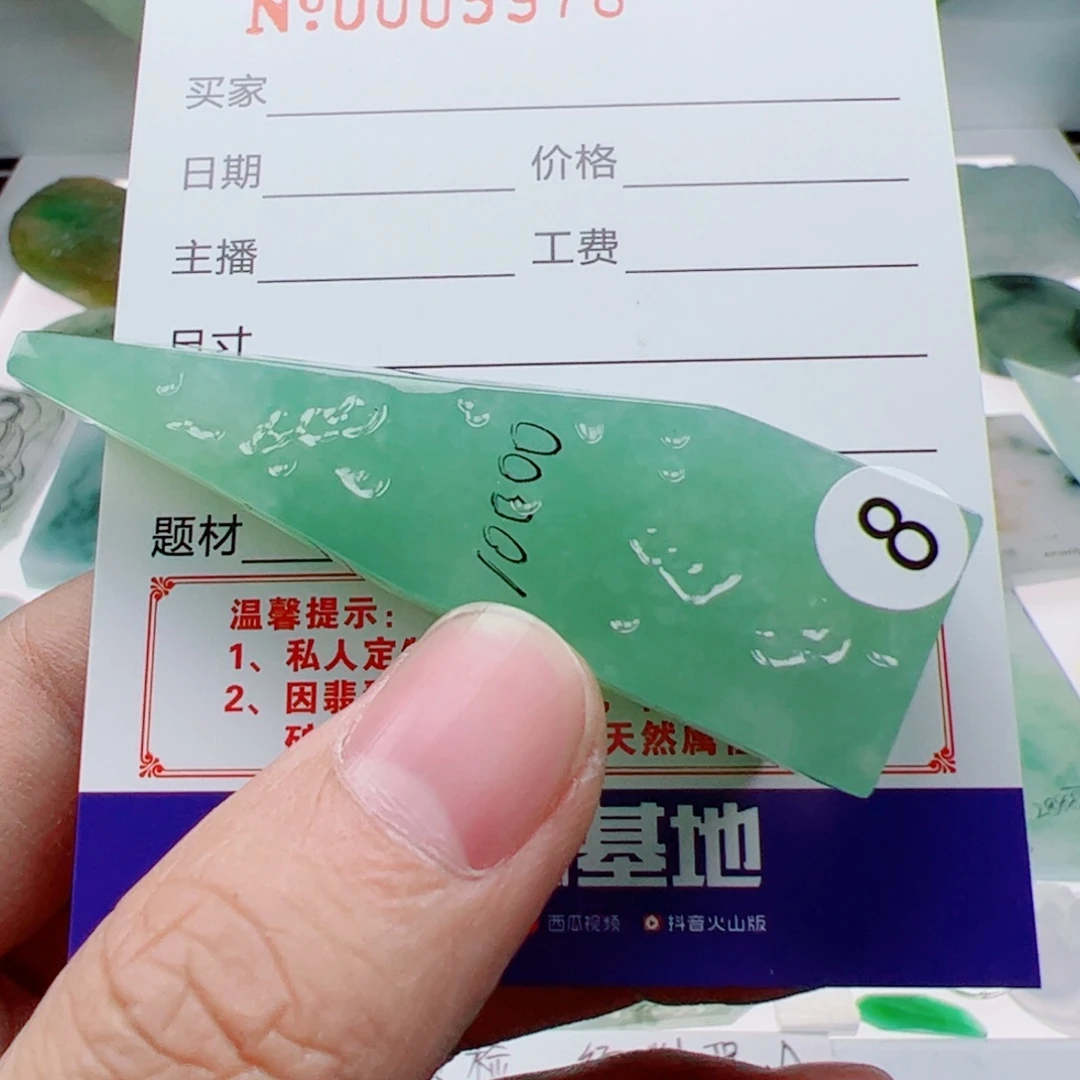 买家
日期 价格
主播 工费
尺寸
8
题材
温馨提示:
1、私人定
2、因翡
天然属
基地
西瓜视频 抖音火山版